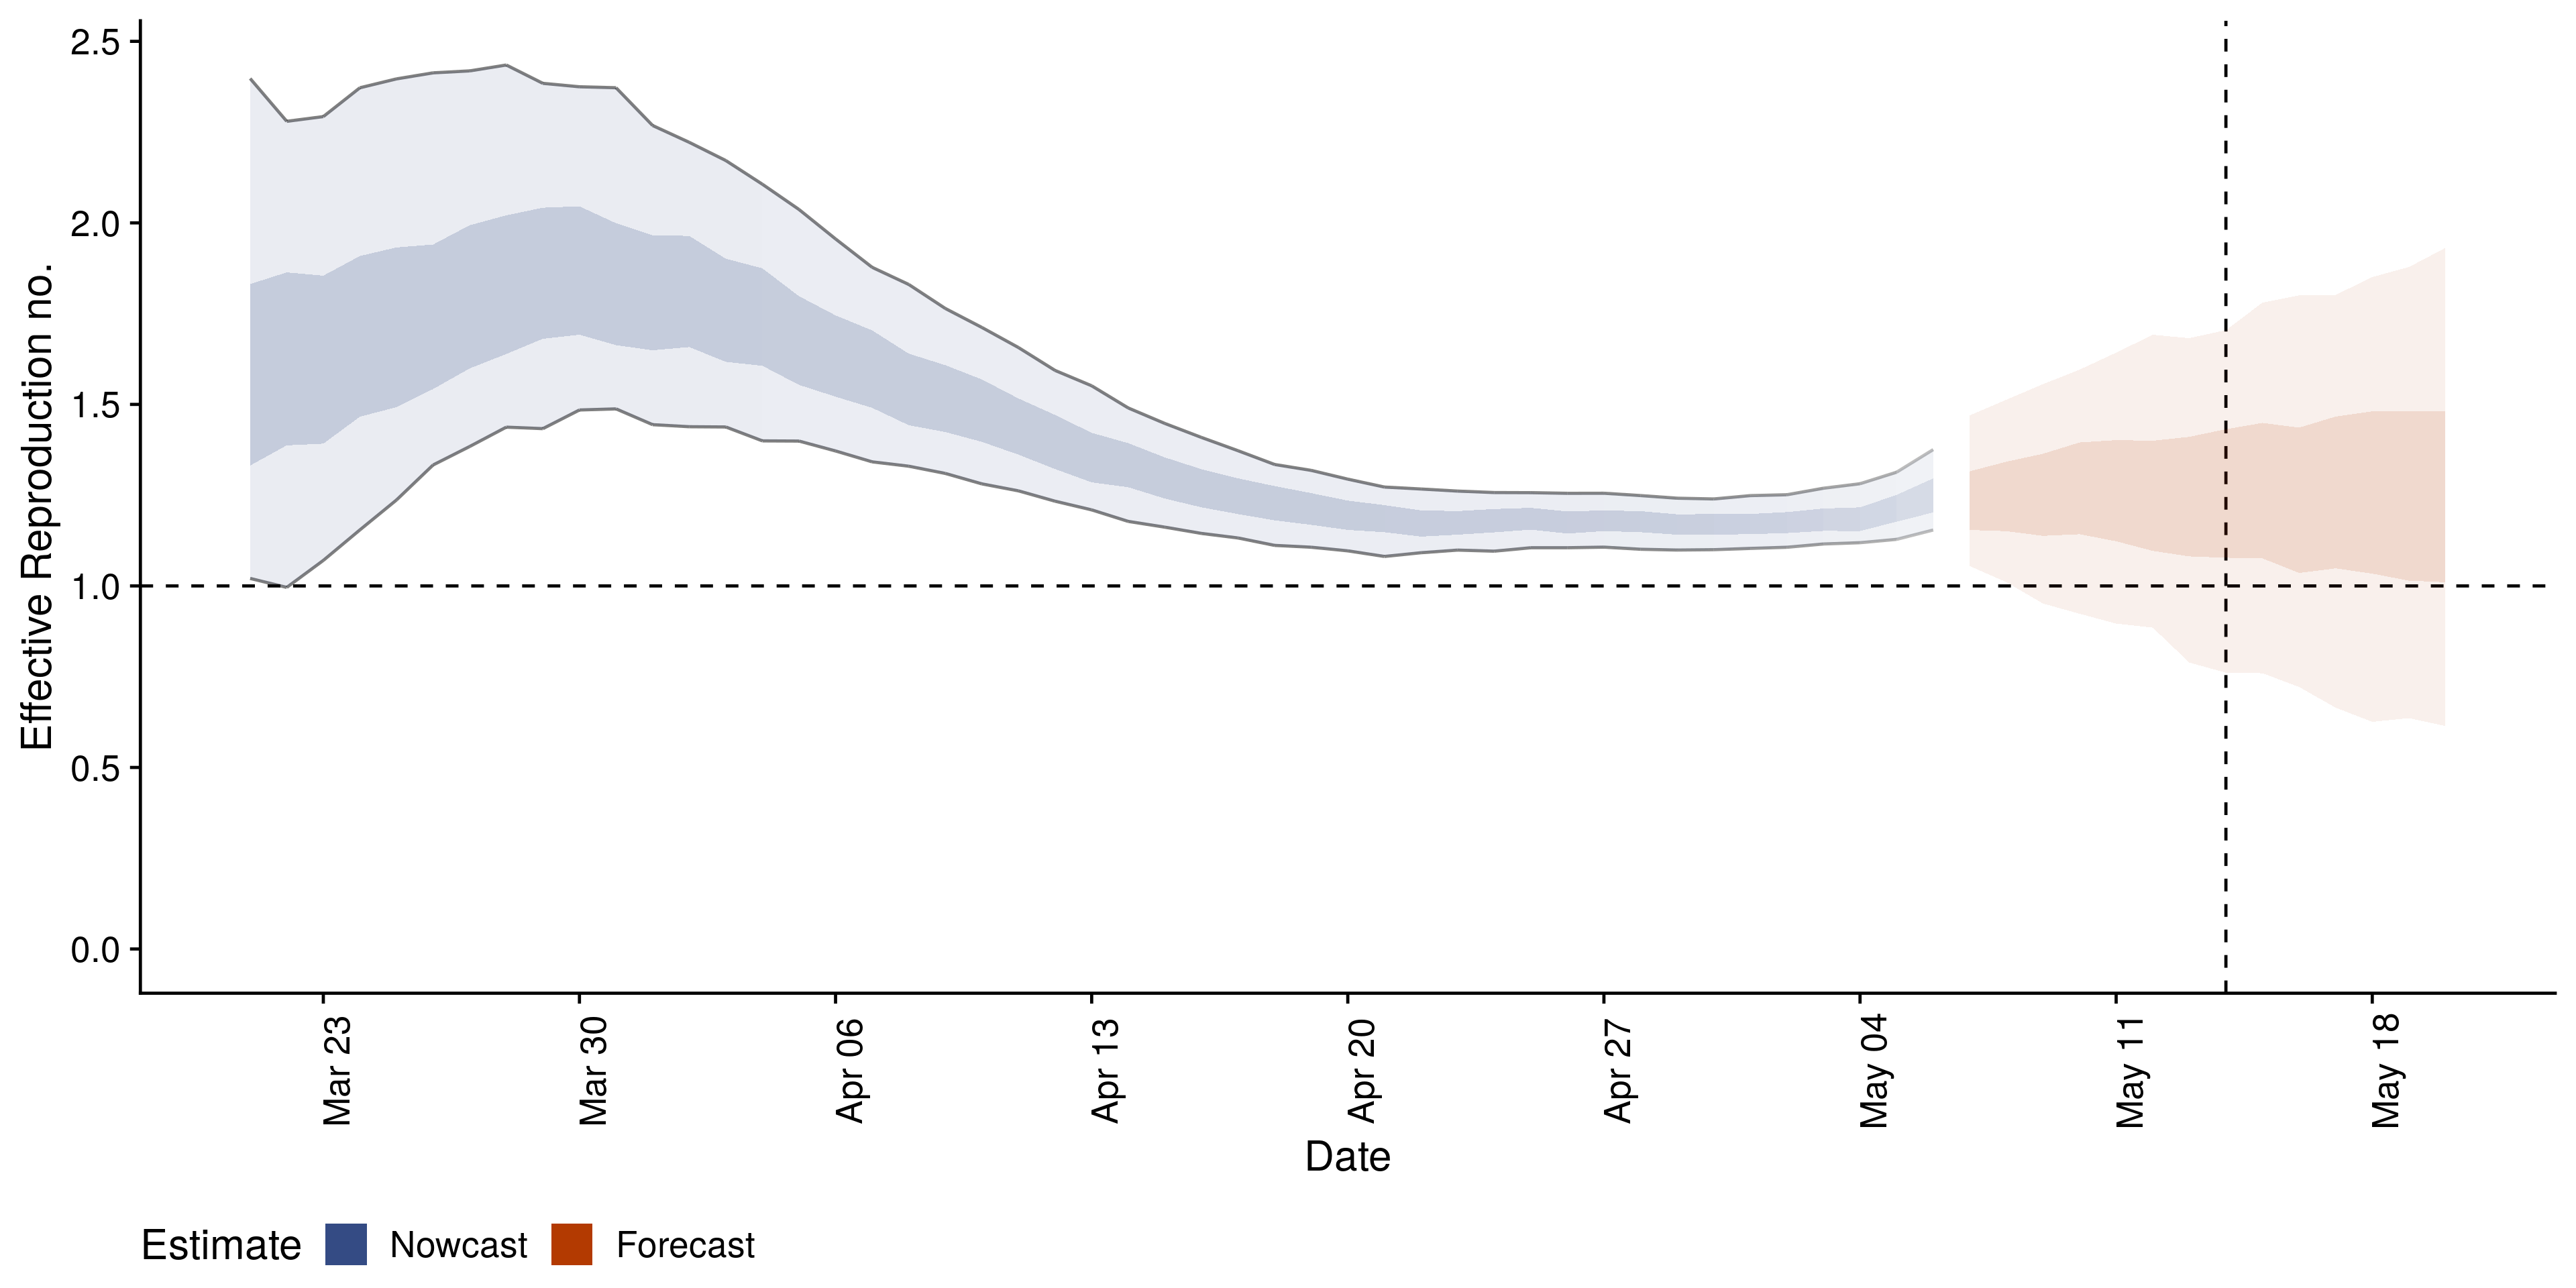 Effective Reproduction no.
2.5
2.0
1.5
1.0
0.5
0.0
Mar 23
Mar 30
Apr 06
Apr 13
Apr 20
Apr 27
May 04
May 11
May 18
Date
Estimate Nowcast Forecast